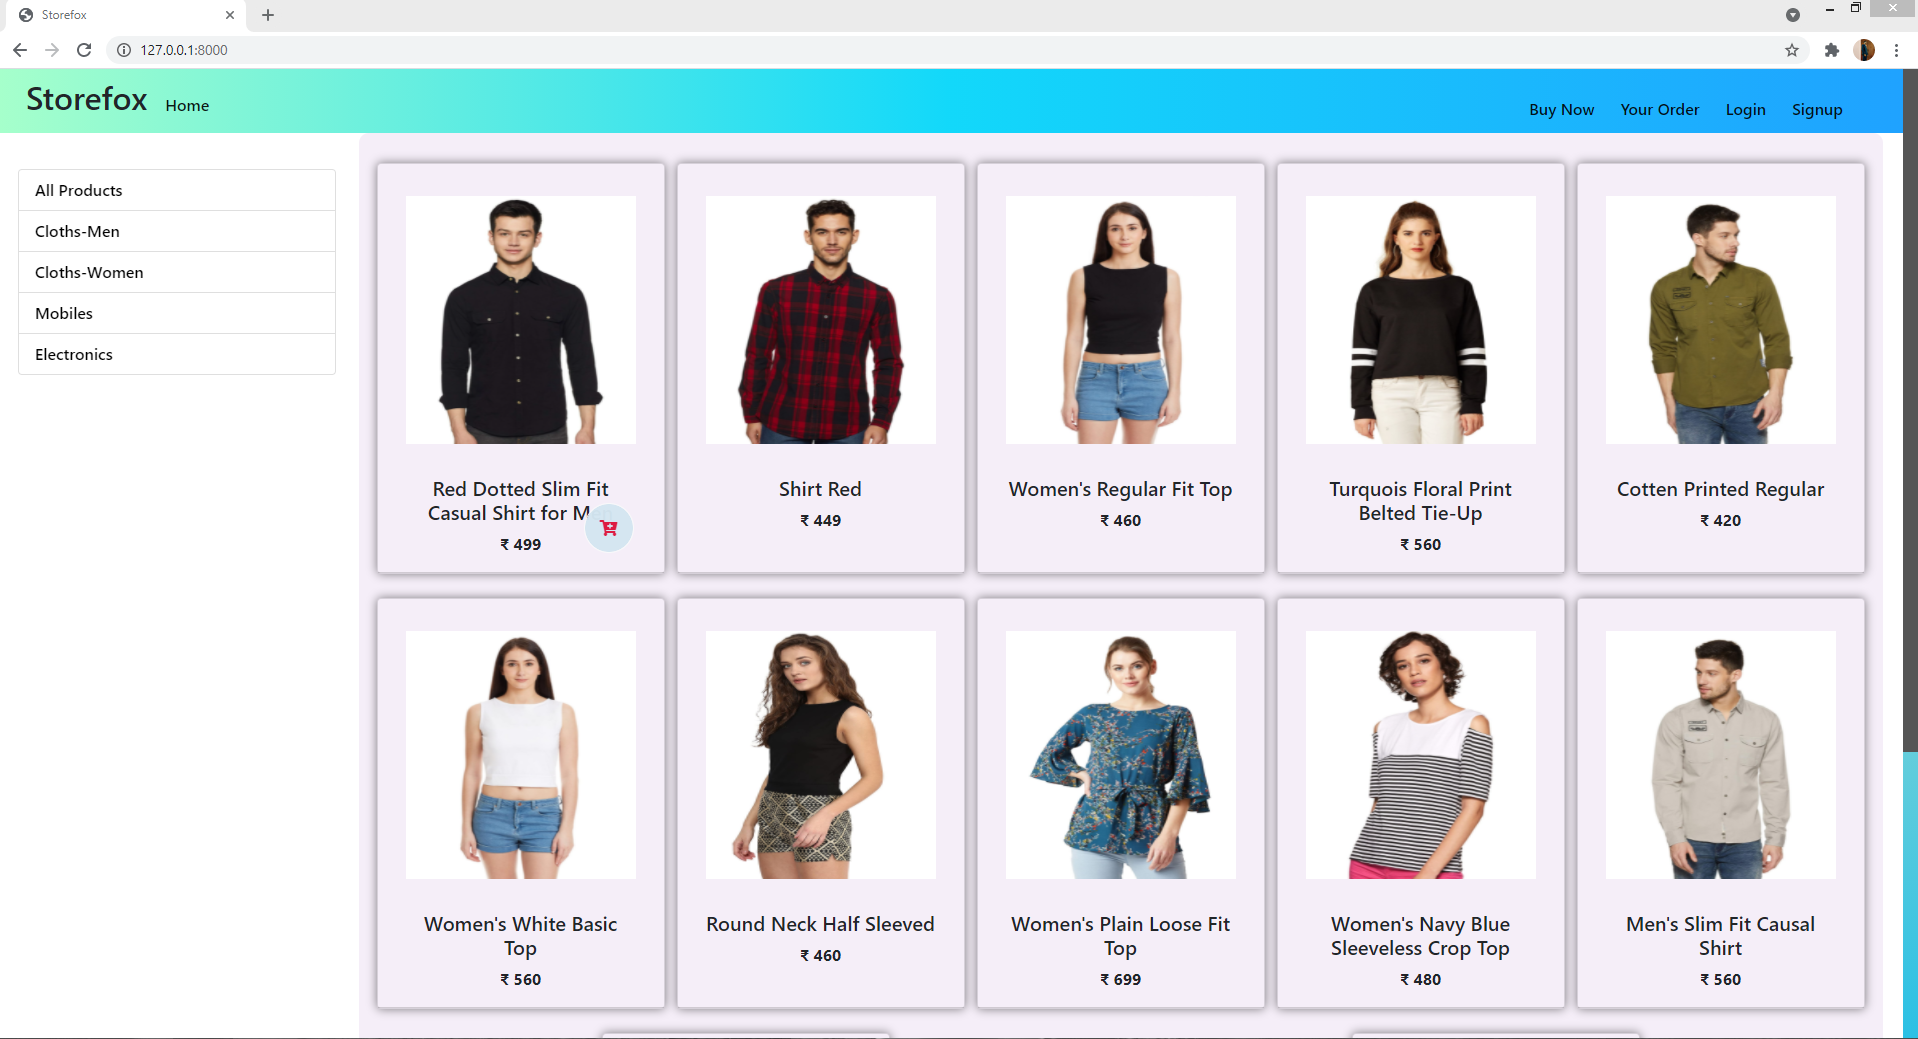 Storefox
127.0.0.1:8000
Storefox Home
Buy Now Your Order Login Signup
All Products
Cloths-Men
Cloths-Women
Mobiles
Electronics
Red Dotted Slim Fit
Casual Shirt for
₹ 499
Shirt Red
₹ 449
Women's Regular Fit Top
₹ 460
Turquois Floral Print
Belted Tie-Up
₹ 560
Cotten Printed Regular
₹ 420
Women's White Basic
Top
₹ 560
Round Neck Half Sleeved
₹ 460
Women's Plain Loose Fit
Top
₹ 699
Women's Navy Blue
Sleeveless Crop Top
₹ 480
Men's Slim Fit Causal
Shirt
₹ 560